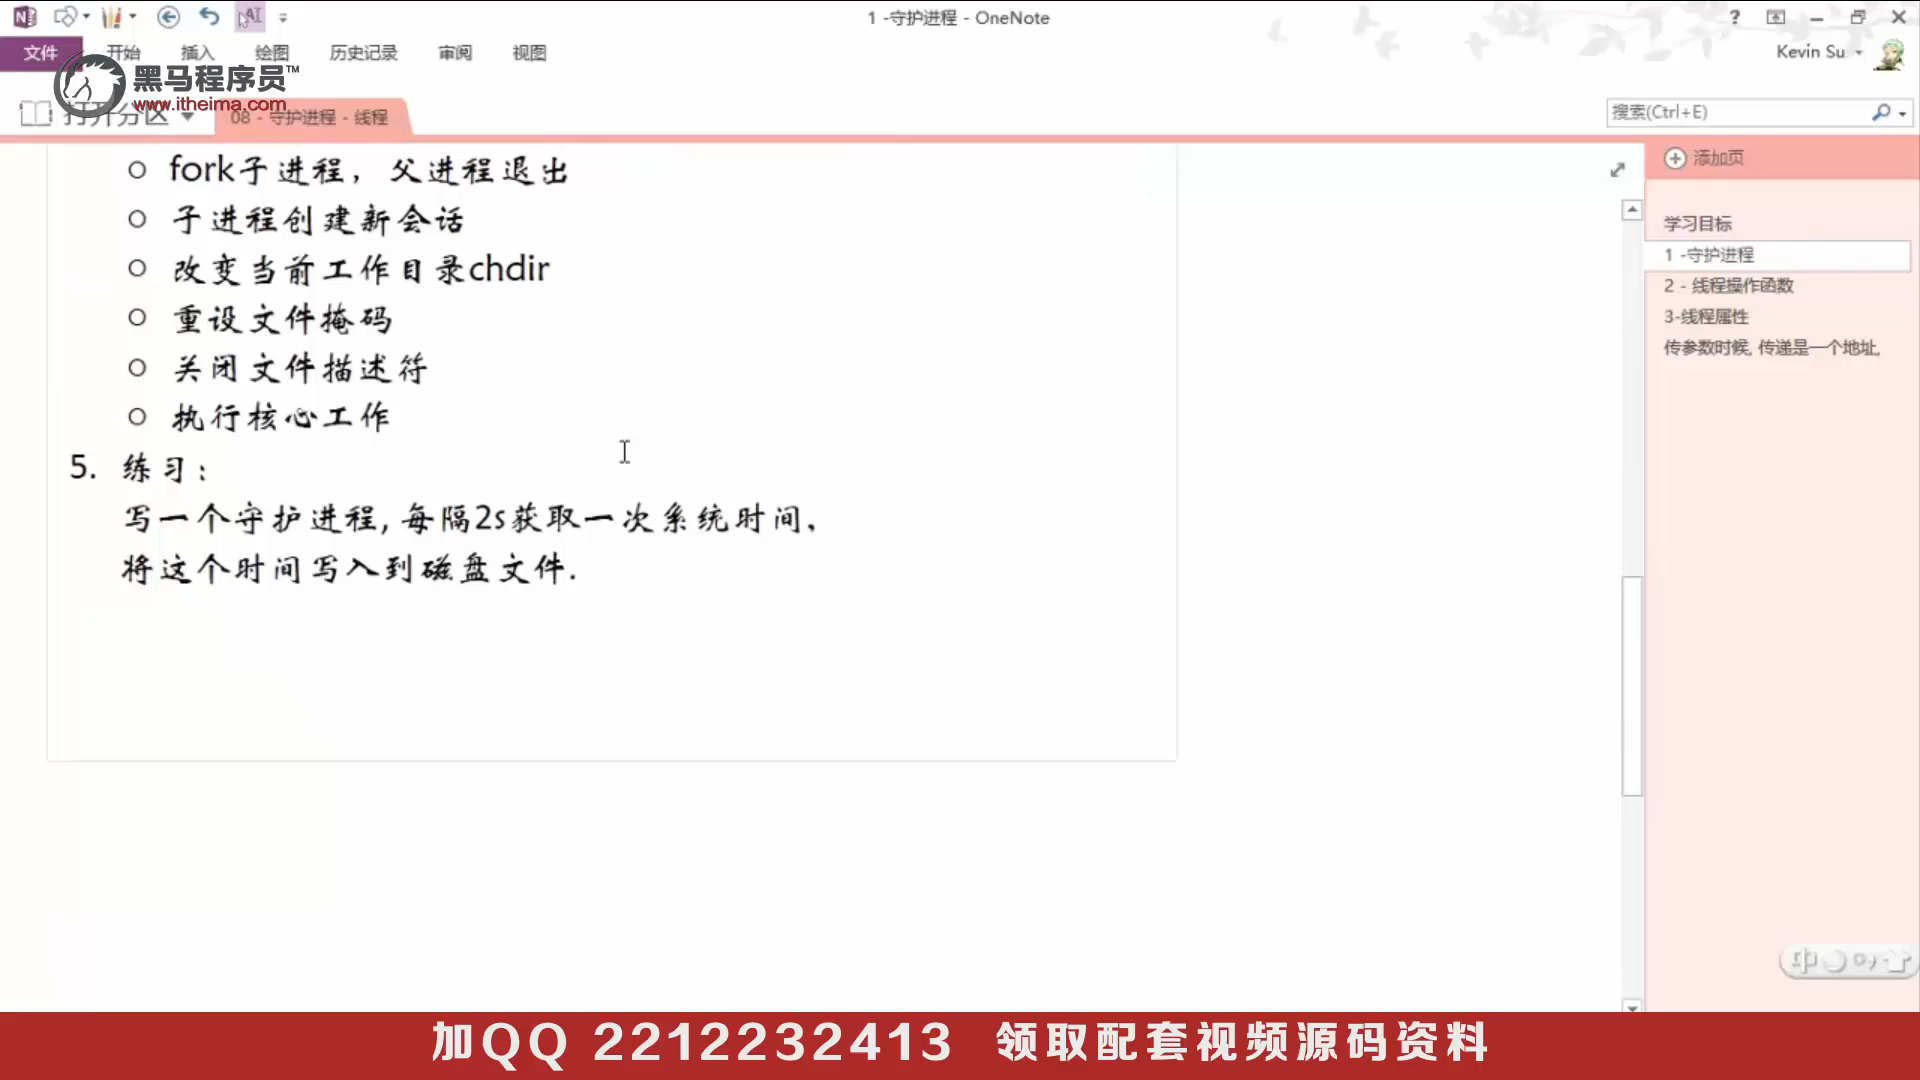 1 -守护进程 - OneNote
文件 开始 插入 绘图 历史记录 审阅 视图
Kevin Su
黑马程序员™
www.itheima.com
打开分区
08 - 守护进程 - 线程
搜索(Ctrl+E)
添加页
学习目标
1 -守护进程
2 - 线程操作函数
3-线程属性
传参数时候, 传递是一个地址,
fork子进程，父进程退出
子进程创建新会话
改变当前工作目录chdir
重设文件掩码
关闭文件描述符
执行核心工作
5. 练习：
写一个守护进程, 每隔2s获取一次系统时间,
将这个时间写入到磁盘文件.
中
加QQ 2212232413 领取配套视频源码资料